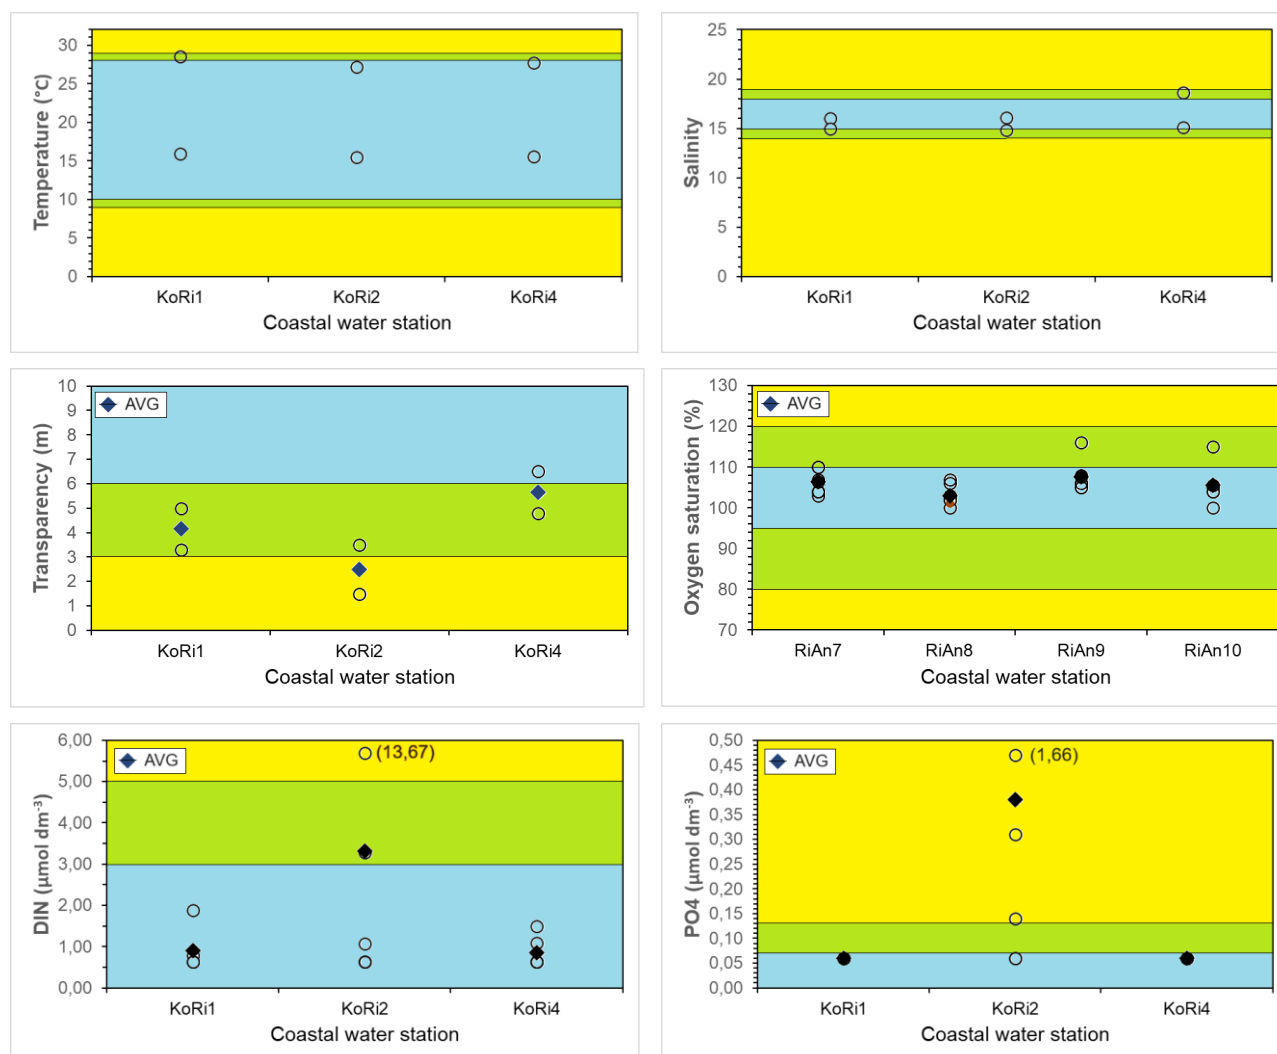 Temperature (°C)
30
25
20
15
10
5
0
KoRi1 KoRi2 KoRi4
Coastal water station
Salinity
25
20
15
10
5
0
KoRi1 KoRi2 KoRi4
Coastal water station
Transparency (m)
10
9
8
7
6
5
4
3
2
1
0
AVG
KoRi1 KoRi2 KoRi4
Coastal water station
Oxygen saturation (%)
130
120
110
100
90
80
70
AVG
RiAn7 RiAn8 RiAn9 RiAn10
Coastal water station
DIN (µmol dm⁻³)
6,00
5,00
4,00
3,00
2,00
1,00
0,00
AVG
(13,67)
KoRi1 KoRi2 KoRi4
Coastal water station
PO4 (µmol dm⁻³)
0,50
0,45
0,40
0,35
0,30
0,25
0,20
0,15
0,10
0,05
0,00
AVG
(1,66)
KoRi1 KoRi2 KoRi4
Coastal water station